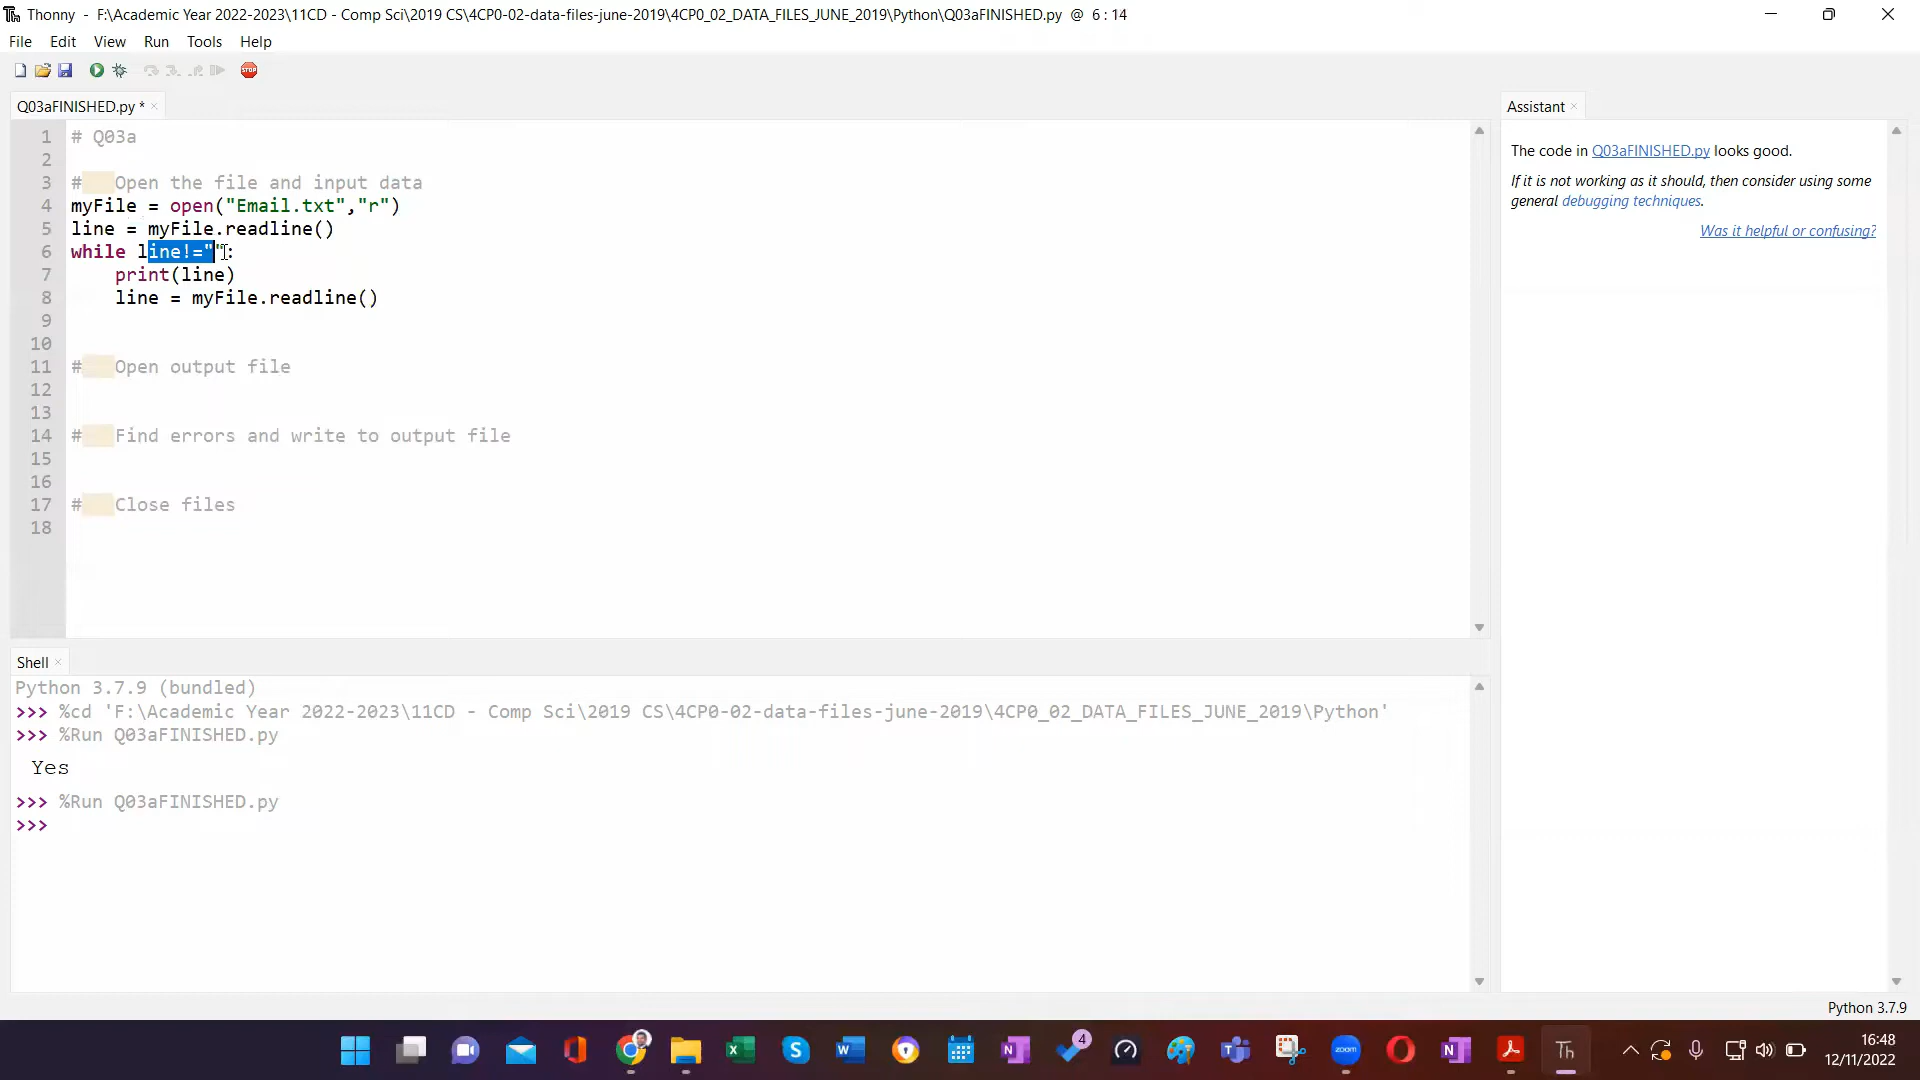 Thonny - F:\Academic Year 2022-2023\11CD - Comp Sci\2019 CS\4CP0-02-data-files-june-2019\4CP0_02_DATA_FILES_JUNE_2019\Python\Q03aFINISHED.py @ 6 : 14
File Edit View Run Tools Help
STOP
Q03aFINISHED.py * ×
Assistant ×
1 # Q03a
2
3 # Open the file and input data
4 myFile = open("Email.txt","r")
5 line = myFile.readline()
6 while line!="":
7 print(line)
8 line = myFile.readline()
9
10
11 # Open output file
12
13
14 # Find errors and write to output file
15
16
17 # Close files
18
The code in Q03aFINISHED.py looks good.
If it is not working as it should, then consider using some
general debugging techniques.
Was it helpful or confusing?
Shell ×
Python 3.7.9 (bundled)
>>> %cd 'F:\Academic Year 2022-2023\11CD - Comp Sci\2019 CS\4CP0-02-data-files-june-2019\4CP0_02_DATA_FILES_JUNE_2019\Python'
>>> %Run Q03aFINISHED.py
Yes
>>> %Run Q03aFINISHED.py
>>>
Python 3.7.9
4
zoom
Th
16:48
12/11/2022